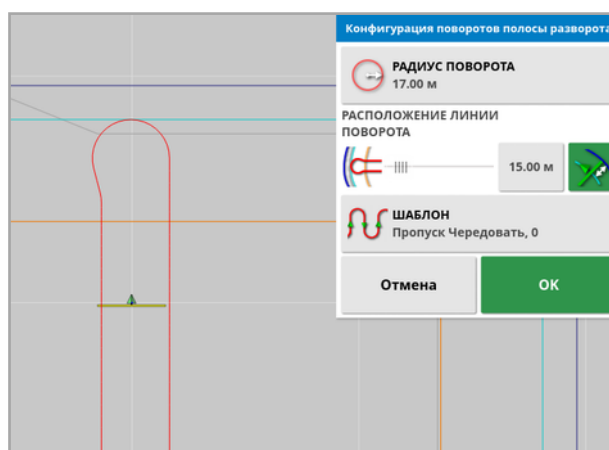 Конфигурация поворотов полосы разворота
РАДИУС ПОВОРОТА
17.00 м
РАСПОЛОЖЕНИЕ ЛИНИИ
ПОВОРОТА
15.00 м
ШАБЛОН
Пропуск Чередовать, 0
Отмена
OK